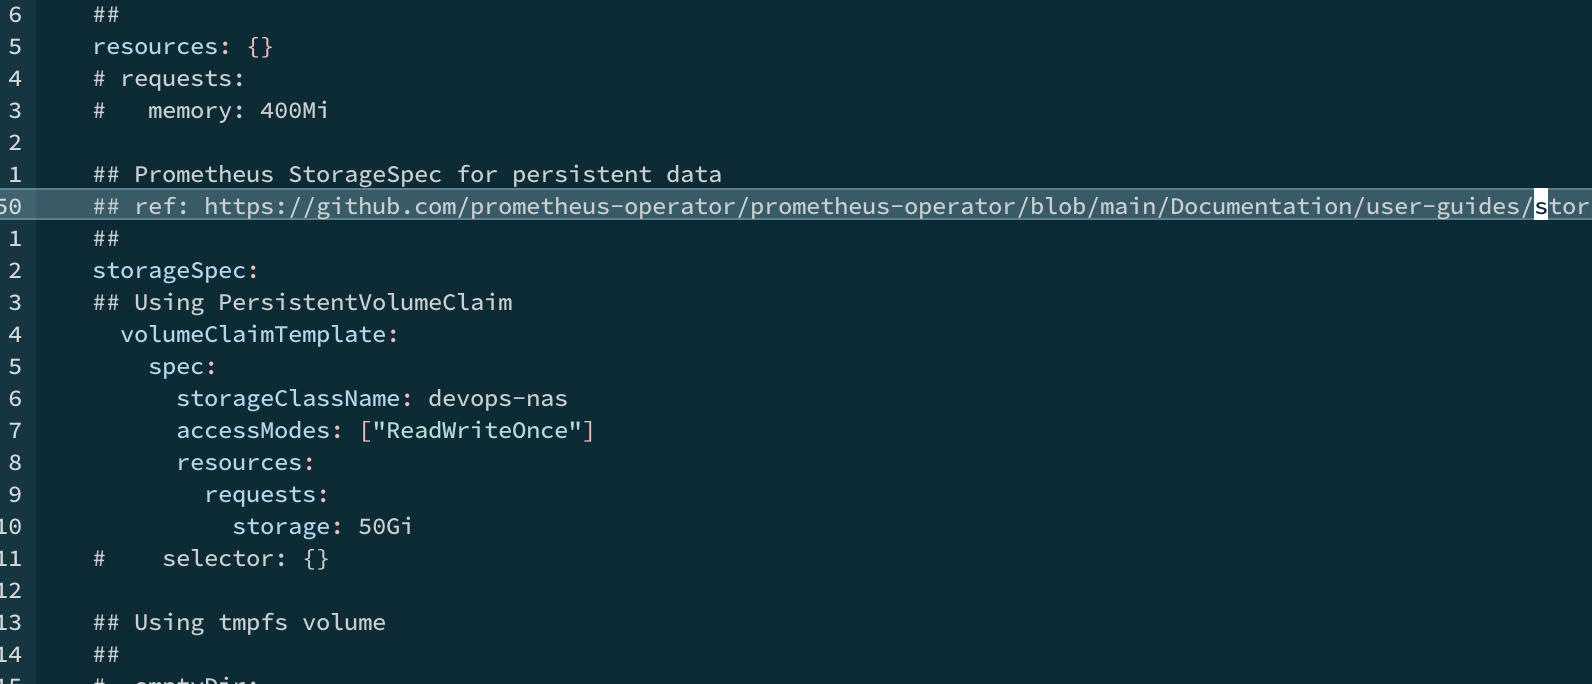 6 ##
5 resources: {}
4 # requests:
3 #   memory: 400Mi
2
1 ## Prometheus StorageSpec for persistent data
50 ## ref: https://github.com/prometheus-operator/prometheus-operator/blob/main/Documentation/user-guides/stor
1 ##
2 storageSpec:
3 ## Using PersistentVolumeClaim
4   volumeClaimTemplate:
5     spec:
6       storageClassName: devops-nas
7       accessModes: ["ReadWriteOnce"]
8       resources:
9         requests:
10           storage: 50Gi
11 #    selector: {}
12
13 ## Using tmpfs volume
14 ##
15 #  emptyDir: